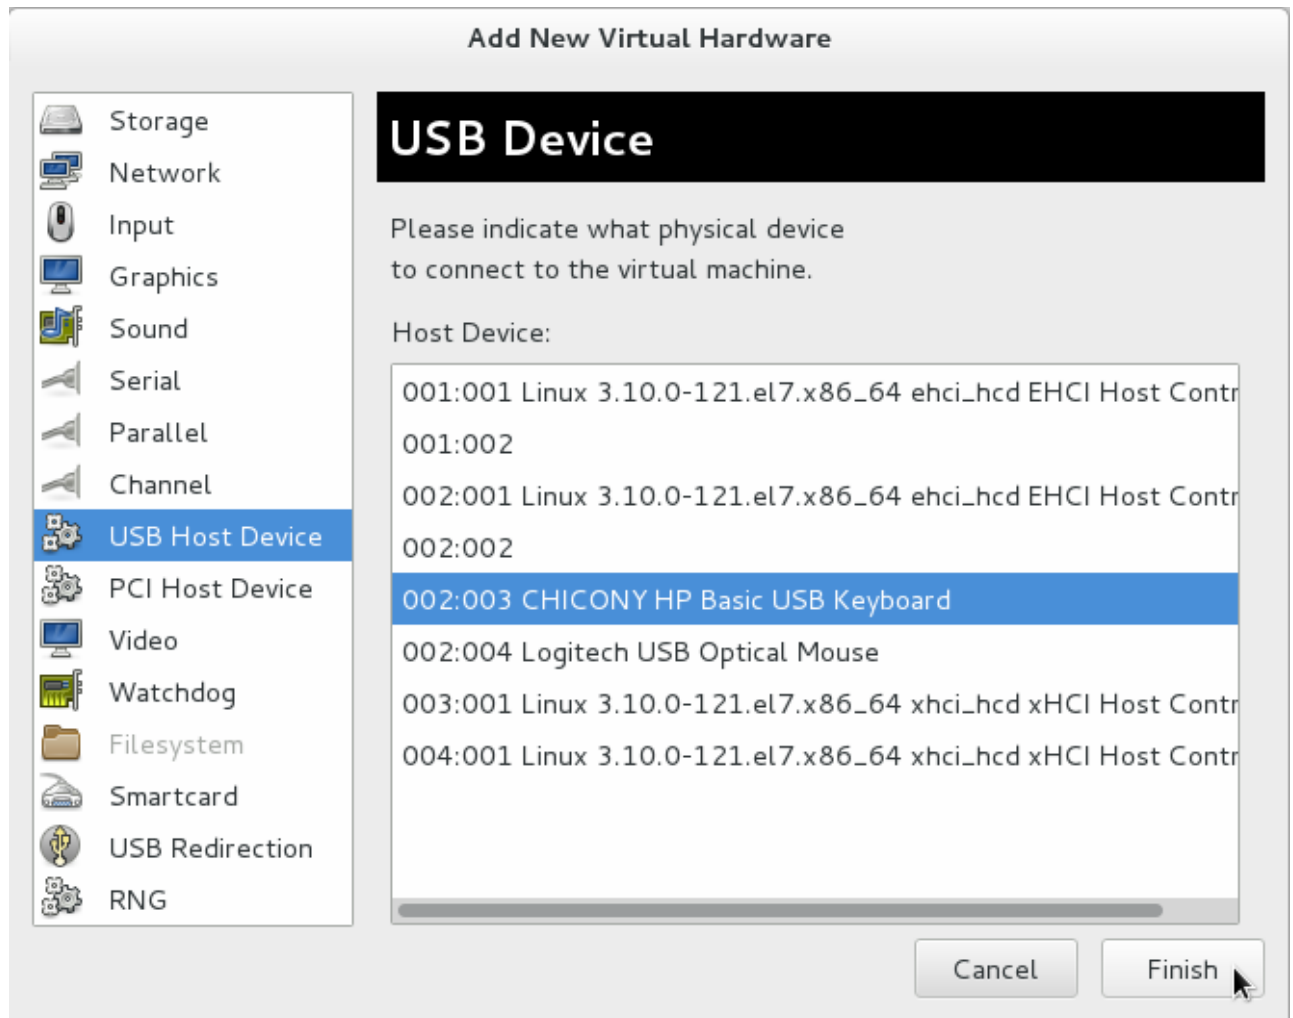 Add New Virtual Hardware
Storage
Network
Input
Graphics
Sound
Serial
Parallel
Channel
USB Host Device
PCI Host Device
Video
Watchdog
Filesystem
Smartcard
USB Redirection
RNG
USB Device
Please indicate what physical device
to connect to the virtual machine.
Host Device:
001:001 Linux 3.10.0-121.el7.x86_64 ehci_hcd EHCI Host Contr
001:002
002:001 Linux 3.10.0-121.el7.x86_64 ehci_hcd EHCI Host Contr
002:002
002:003 CHICONY HP Basic USB Keyboard
002:004 Logitech USB Optical Mouse
003:001 Linux 3.10.0-121.el7.x86_64 xhci_hcd xHCI Host Contr
004:001 Linux 3.10.0-121.el7.x86_64 xhci_hcd xHCI Host Contr
Cancel
Finish